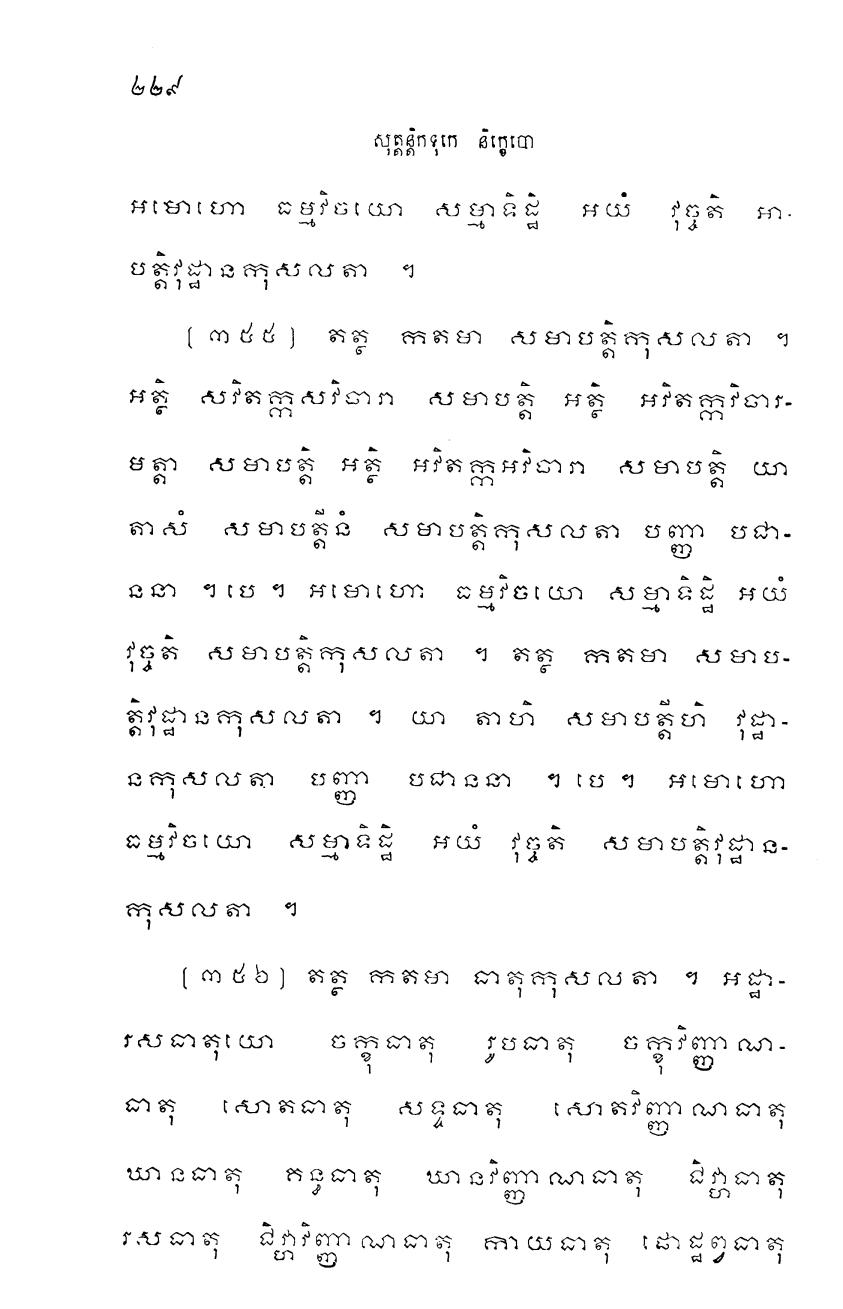 ២២៩
សុត្តន្តិកទុកេ និក្ខេបោ
អមោហោ ធម្មវិចយោ សម្មាទិដ្ឋិ អយំ វុច្ចតិ អា-
បត្តិវុដ្ឋានកុសលតា ។
(៣៥៥) តត្ថ កតមា សមាបត្តិកុសលតា ។
អត្ថិ សវិតក្កសវិចារា សមាបត្តិ អត្ថិ អវិតក្កវិចារ-
មត្តា សមាបត្តិ អត្ថិ អវិតក្កអវិចារា សមាបត្តិ យា
តាសំ សមាបត្តីនំ សមាបត្តិកុសលតា បញ្ញា បជា-
ននា ។ បេ ។ អមោហោ ធម្មវិចយោ សម្មាទិដ្ឋិ អយំ
វុច្ចតិ សមាបត្តិកុសលតា ។ តត្ថ កតមា សមាប-
ត្តិវុដ្ឋានកុសលតា ។ យា តាហិ សមាបត្តីហិ វុដ្ឋា-
នកុសលតា បញ្ញា បជាននា ។ បេ ។ អមោហោ
ធម្មវិចយោ សម្មាទិដ្ឋិ អយំ វុច្ចតិ សមាបត្តិវុដ្ឋាន-
កុសលតា ។
(៣៥៦) តត្ថ កតមា ធាតុកុសលតា ។ អដ្ឋា-
រសធាតុយោ ចក្ខុធាតុ រូបធាតុ ចក្ខុវិញ្ញាណ-
ធាតុ សោតធាតុ សទ្ទធាតុ សោតវិញ្ញាណធាតុ
ឃានធាតុ គន្ធធាតុ ឃានវិញ្ញាណធាតុ ជិវ្ហាធាតុ
រសធាតុ ជិវ្ហាវិញ្ញាណធាតុ កាយធាតុ ផោដ្ឋព្វធាតុ